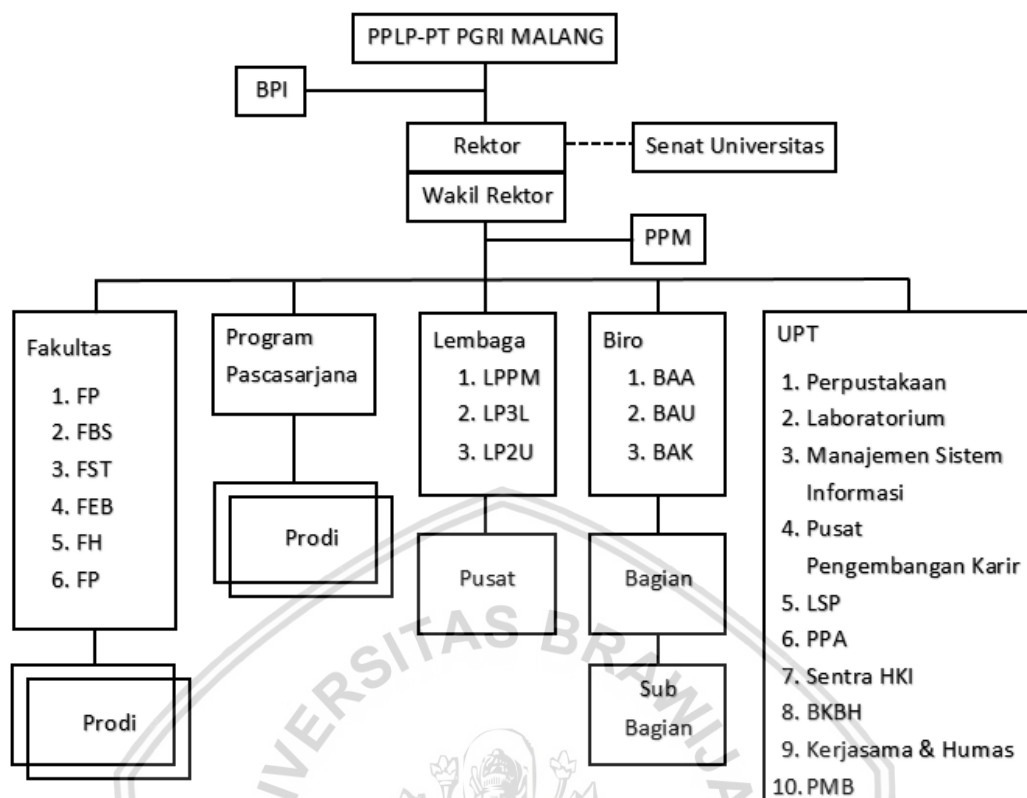 PPLP-PT PGRI MALANG
BPI
Rektor
Senat Universitas
Wakil Rektor
PPM
Fakultas
1. FP
2. FBS
3. FST
4. FEB
5. FH
6. FP
Prodi
Program
Pascasarjana
Prodi
Lembaga
1. LPPM
2. LP3L
3. LP2U
Pusat
Biro
1. BAA
2. BAU
3. BAK
Bagian
Sub
Bagian
UPT
1. Perpustakaan
2. Laboratorium
3. Manajemen Sistem
Informasi
4. Pusat
Pengembangan Karir
5. LSP
6. PPA
7. Sentra HKI
8. BKBH
9. Kerjasama & Humas
10. PMB
VERSITAS BRAWIJA